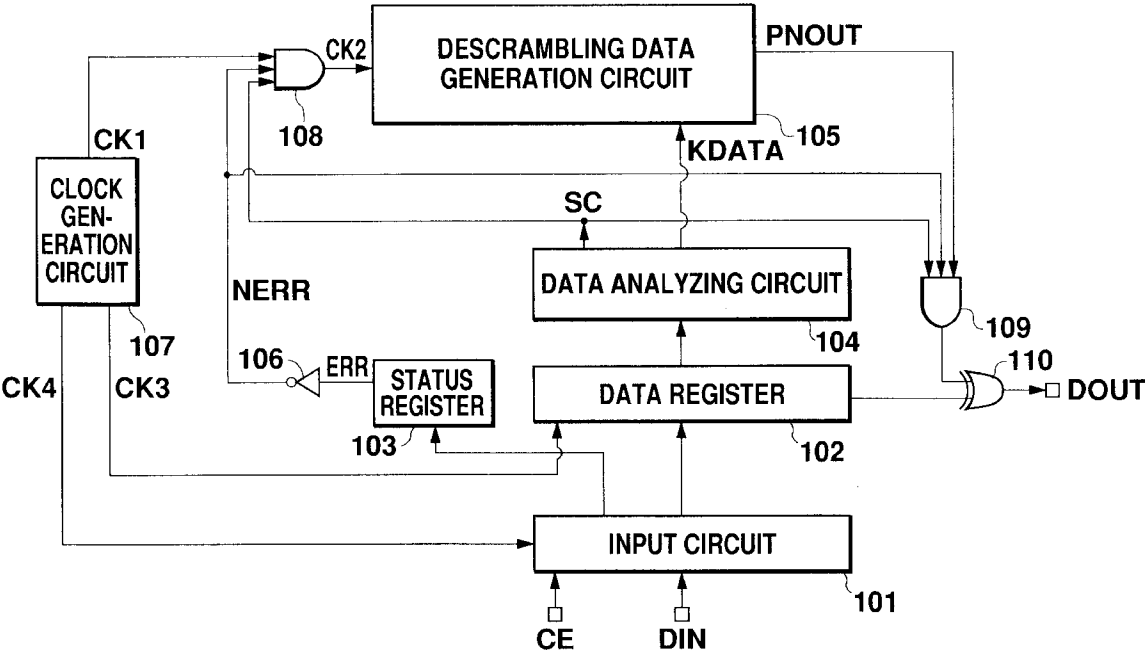 DESCRAMBLING DATA
GENERATION CIRCUIT
PNOUT
CK2
108
105
CK1
KDATA
CLOCK
GEN-
ERATION
CIRCUIT
SC
NERR
DATA ANALYZING CIRCUIT
109
107
104
106
ERR
110
CK4
CK3
STATUS
REGISTER
DATA REGISTER
DOUT
103
102
INPUT CIRCUIT
101
CE
DIN